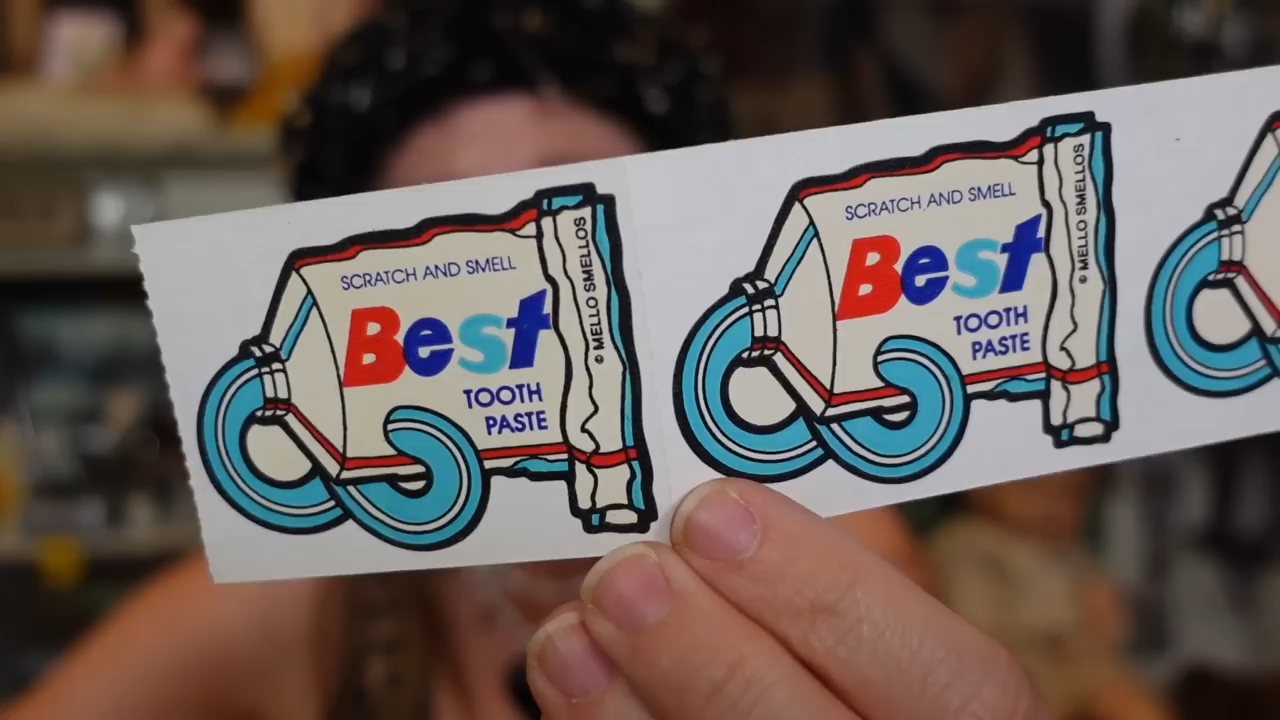 SCRATCH AND SMELL
Best
TOOTH
PASTE
© MELLO SMELLOS
SCRATCH AND SMELL
Best
TOOTH
PASTE
© MELLO SMELLOS